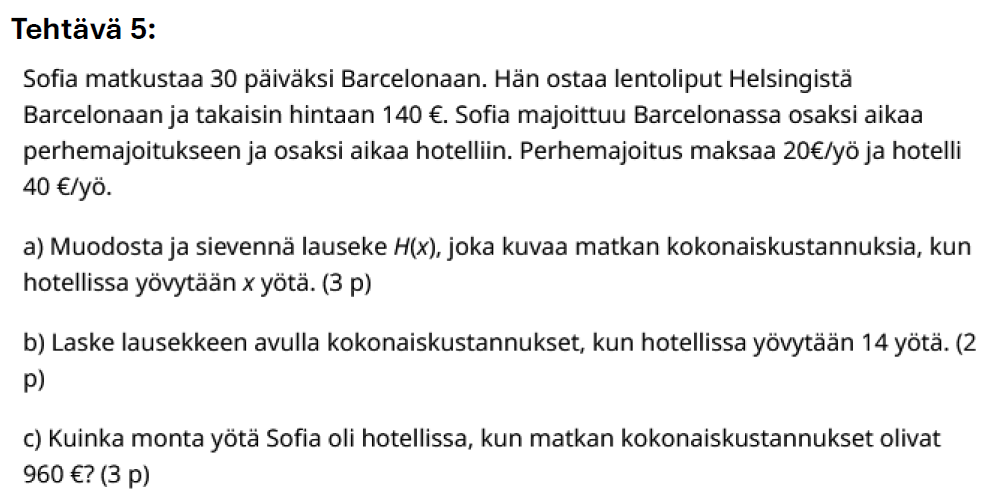 Tehtävä 5:
Sofia matkustaa 30 päiväksi Barcelonaan. Hän ostaa lentoliput Helsingistä
Barcelonaan ja takaisin hintaan 140 €. Sofia majoittuu Barcelonassa osaksi aikaa
perhemajoitukseen ja osaksi aikaa hotelliin. Perhemajoitus maksaa 20€/yö ja hotelli
40 €/yö.
a) Muodosta ja sievennä lauseke H(x), joka kuvaa matkan kokonaiskustannuksia, kun
hotellissa yövytään x yötä. (3 p)
b) Laske lausekkeen avulla kokonaiskustannukset, kun hotellissa yövytään 14 yötä. (2
p)
c) Kuinka monta yötä Sofia oli hotellissa, kun matkan kokonaiskustannukset olivat
960 €? (3 p)